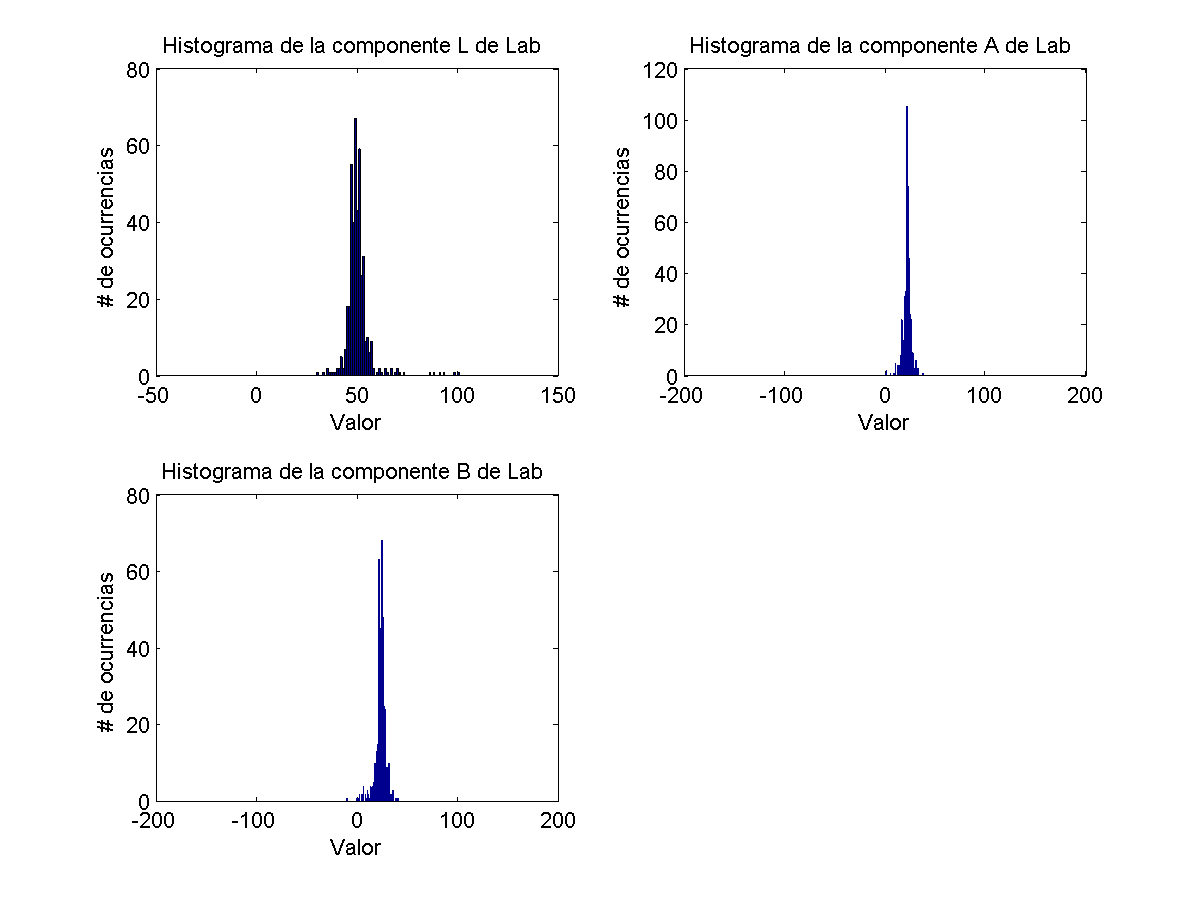 Histograma de la componente L de Lab
80
60
40
20
0
-50 0 50 100 150
# de ocurrencias
Valor
Histograma de la componente A de Lab
120
100
80
60
40
20
0
-200 -100 0 100 200
# de ocurrencias
Valor
Histograma de la componente B de Lab
80
60
40
20
0
-200 -100 0 100 200
# de ocurrencias
Valor